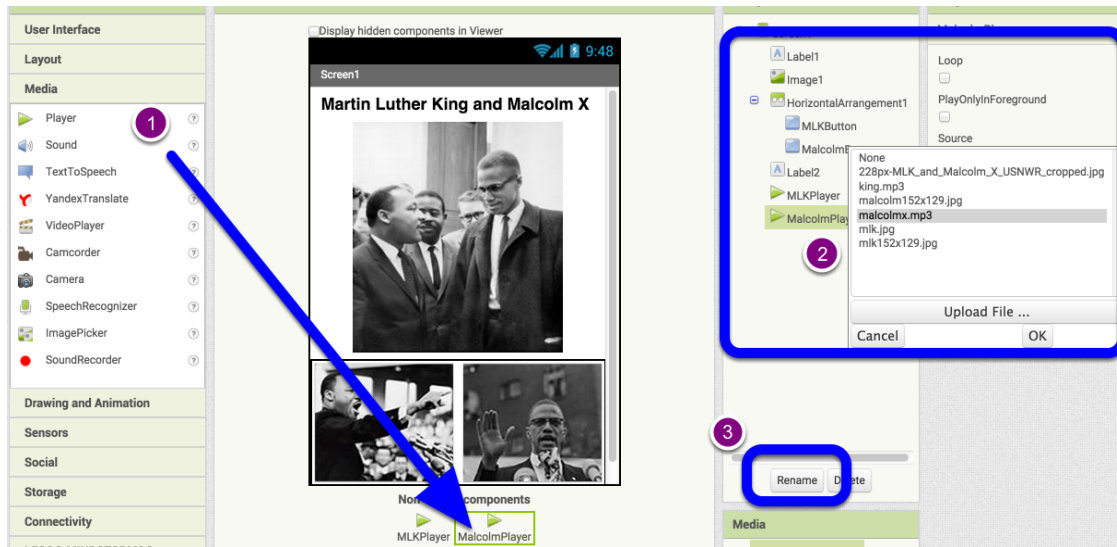 User Interface
Layout
Media
Player
Sound
TextToSpeech
YandexTranslate
VideoPlayer
Camcorder
Camera
SpeechRecognizer
ImagePicker
SoundRecorder
Drawing and Animation
Sensors
Social
Storage
Connectivity
1
Display hidden components in Viewer
9:48
Screen1
Martin Luther King and Malcolm X
components
MLKPlayer
MalcolmPlayer
Label1
Image1
HorizontalArrangement1
MLKButton
Label2
MLKPlayer
MalcolmPlay
2
3
Rename
Media
Loop
PlayOnlyInForeground
Source
None
228px-MLK_and_Malcolm_X_USNWR_cropped.jpg
king.mp3
malcolm152x129.jpg
malcolmx.mp3
mlk.jpg
mlk152x129.jpg
Upload File ...
Cancel
OK